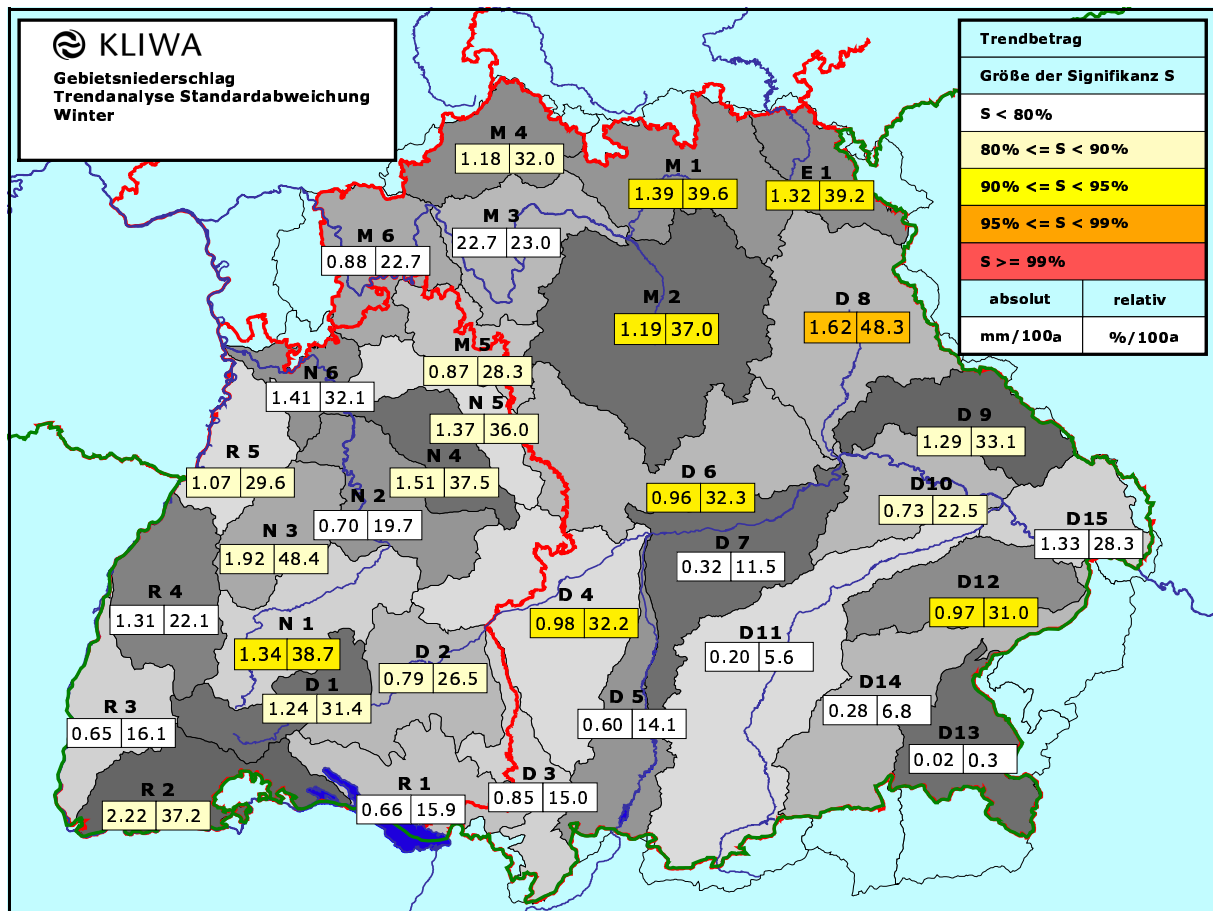 KLIWA
Gebietsniederschlag
Trendanalyse Standardabweichung
Winter
Trendbetrag
Größe der Signifikanz S
S < 80%
80% <= S < 90%
90% <= S < 95%
95% <= S < 99%
S >= 99%
absolut relativ
mm/100a %/100a
M 4
1.18 32.0
M 1
1.39 39.6
E 1
1.32 39.2
M 3
22.7 23.0
M 6
0.88 22.7
M 2
1.19 37.0
D 8
1.62 48.3
M 5
0.87 28.3
N 6
1.41 32.1
N 5
1.37 36.0
D 9
1.29 33.1
R 5
1.07 29.6
N 4
1.51 37.5
D 6
0.96 32.3
D10
0.73 22.5
N 2
0.70 19.7
N 3
1.92 48.4
D15
1.33 28.3
D 7
0.32 11.5
R 4
1.31 22.1
D 4
0.98 32.2
D12
0.97 31.0
N 1
1.34 38.7
D11
0.20 5.6
D 2
0.79 26.5
D 1
1.24 31.4
D14
0.28 6.8
D 5
0.60 14.1
R 3
0.65 16.1
D13
0.02 0.3
D 3
0.85 15.0
R 1
0.66 15.9
R 2
2.22 37.2